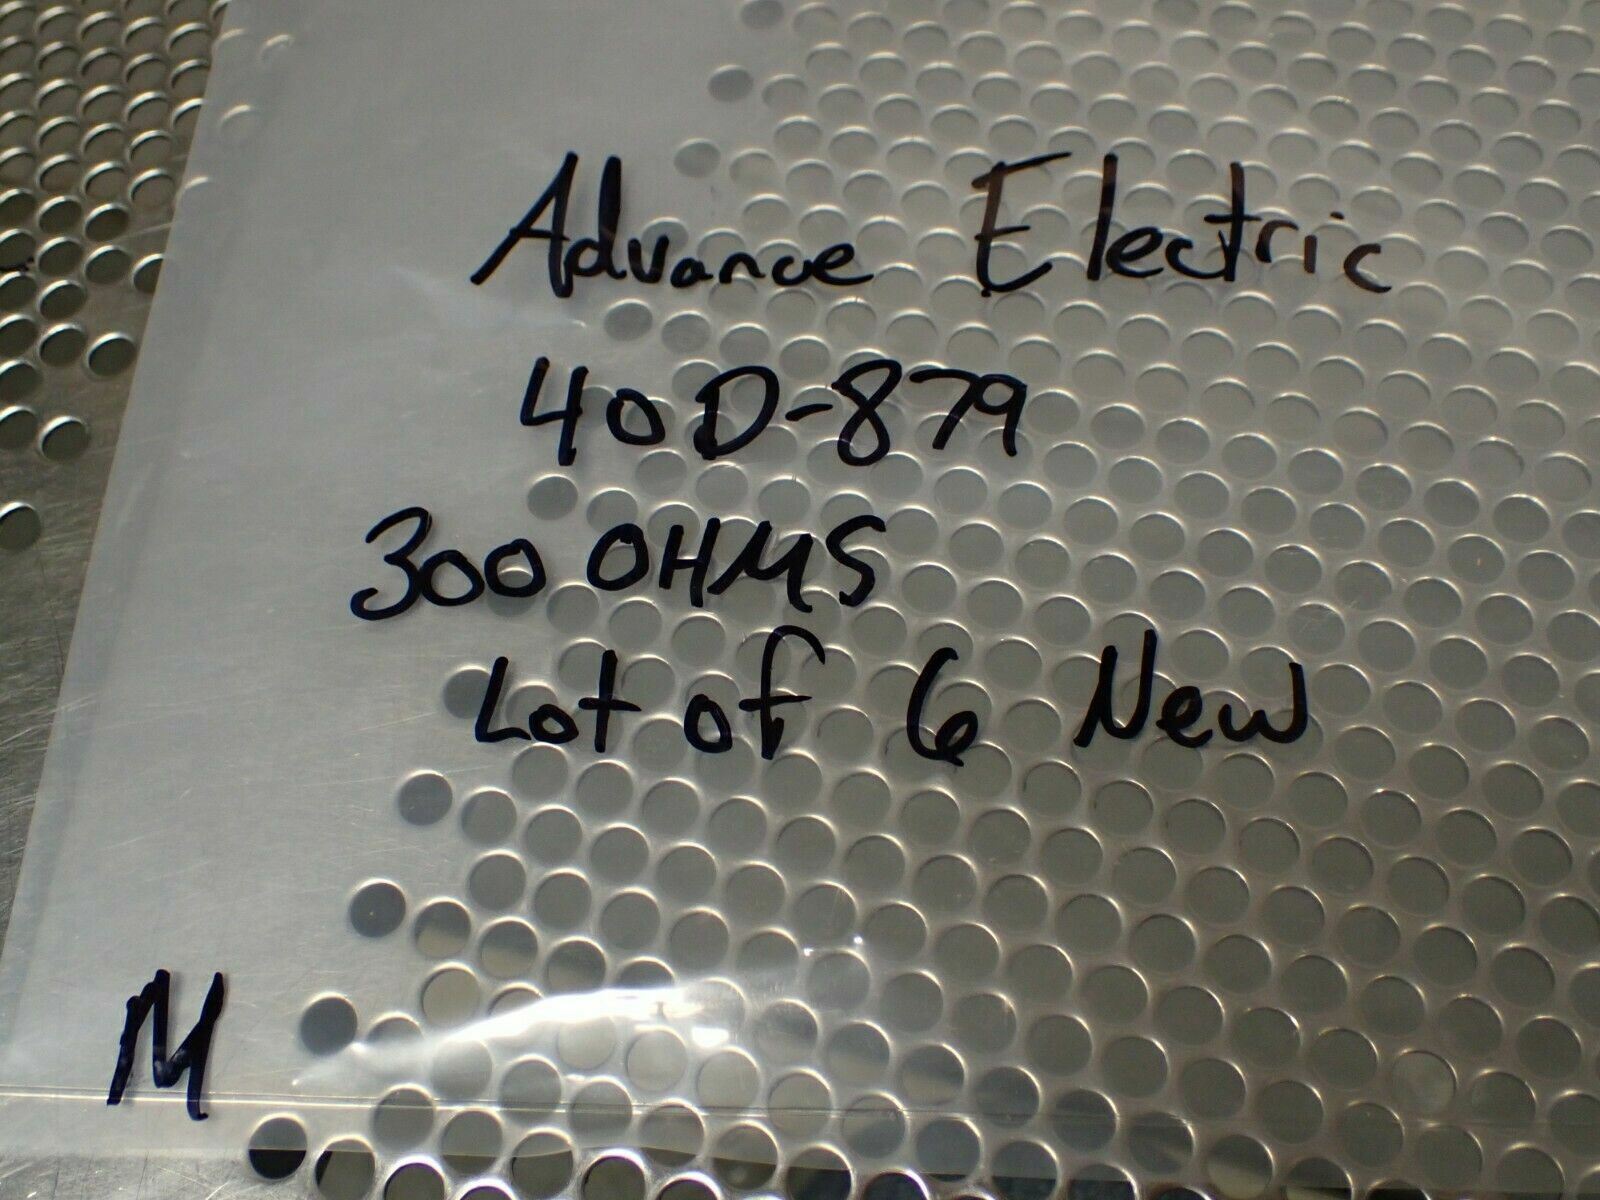 Advance Electric
40D-879
300 OHMS
Lot of 6 New
M